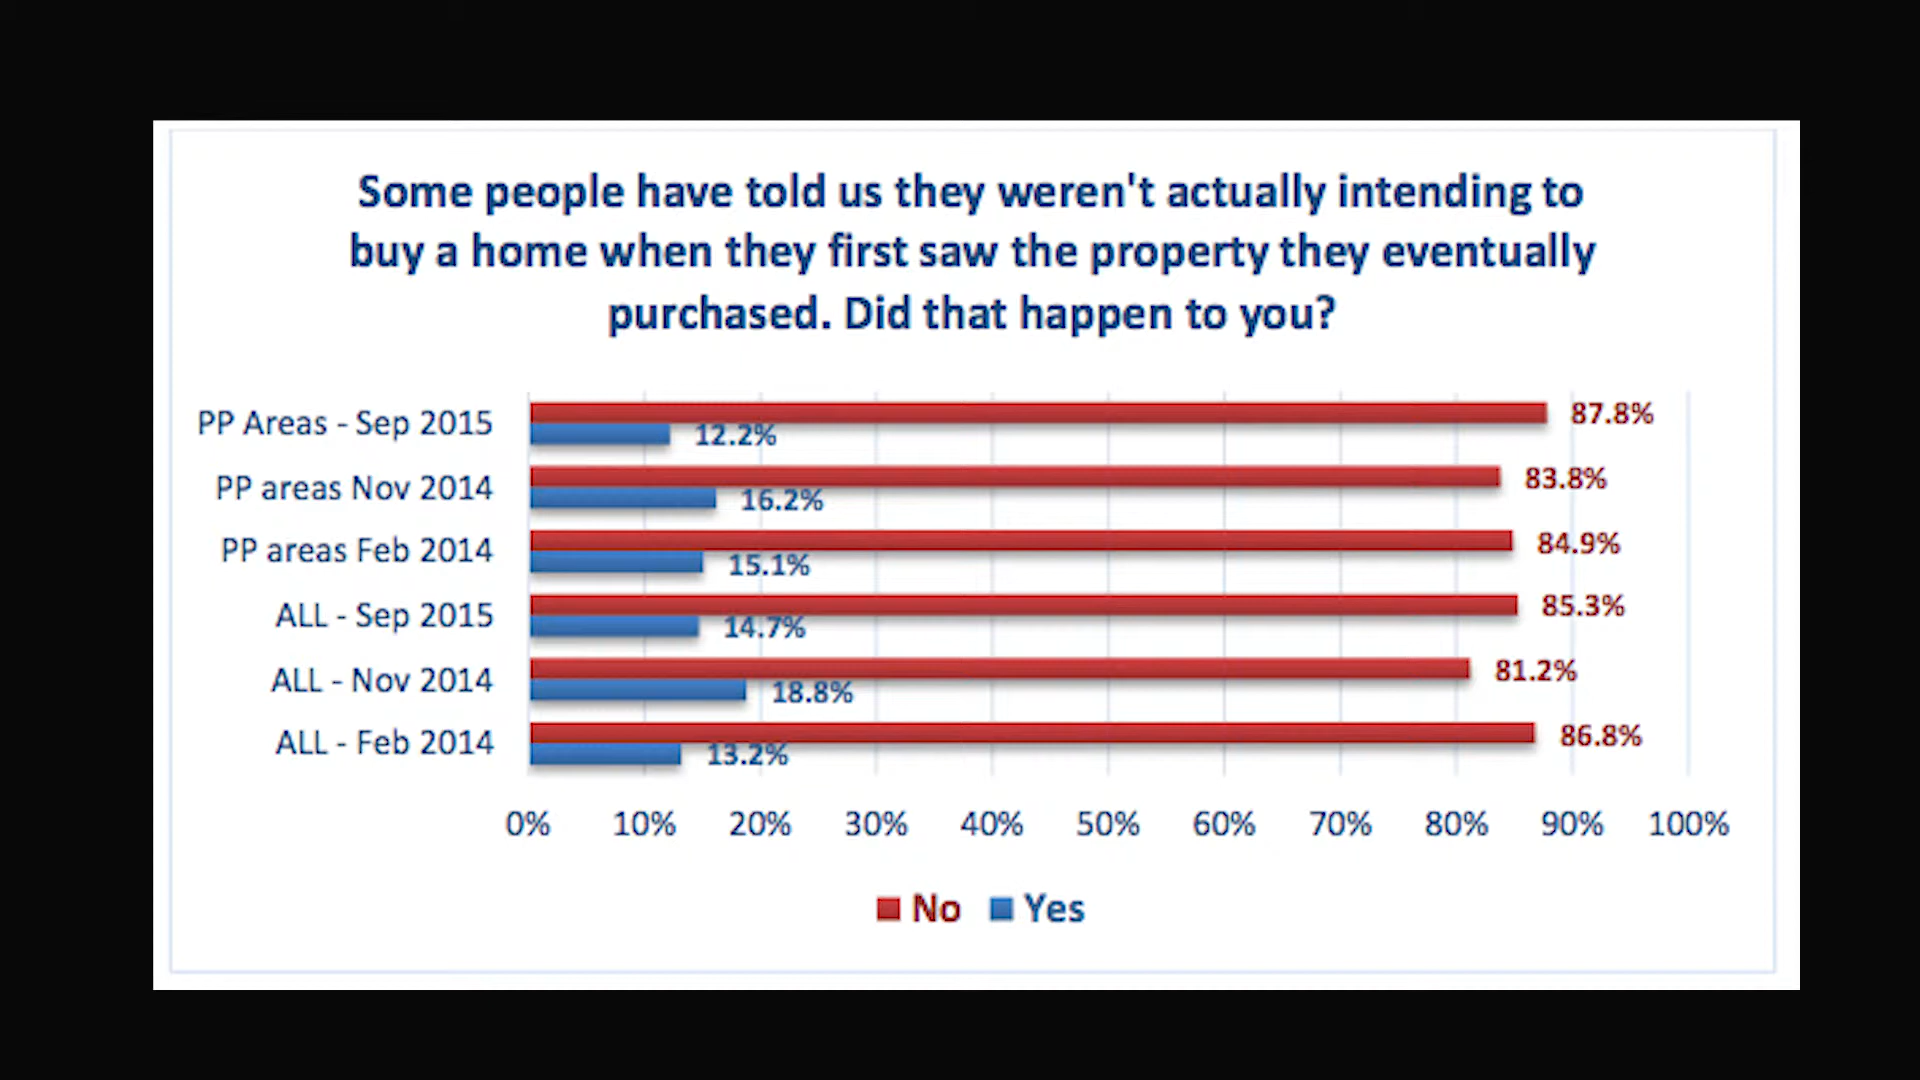 Some people have told us they weren't actually intending to
buy a home when they first saw the property they eventually
purchased. Did that happen to you?
PP Areas - Sep 2015 87.8%
12.2%
PP areas Nov 2014 83.8%
16.2%
PP areas Feb 2014 84.9%
15.1%
ALL - Sep 2015 85.3%
14.7%
ALL - Nov 2014 81.2%
18.8%
ALL - Feb 2014 86.8%
13.2%
0% 10% 20% 30% 40% 50% 60% 70% 80% 90% 100%
No Yes